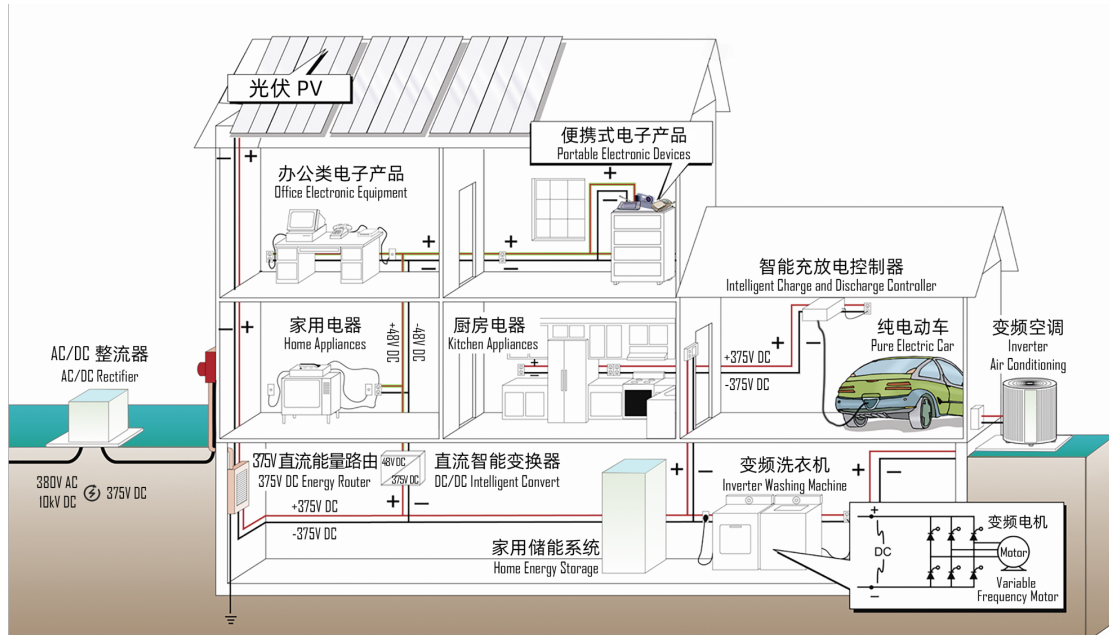 光伏 PV
便携式电子产品
Portable Electronic Devices
− +
办公类电子产品
Office Electronic Equipment
+
−
+
−
+
−
智能充放电控制器
Intelligent Charge and Discharge Controller
− +
家用电器
Home Appliances
+48V DC
-48V DC
厨房电器
Kitchen Appliances
+
−
+375V DC
-375V DC
+
−
纯电动车
Pure Electric Car
变频空调
Inverter
Air Conditioning
AC/DC 整流器
AC/DC Rectifier
380V AC
10kV DC
375V DC
375V直流能量路由
375V DC Energy Router
48V DC
375V DC
直流智能变换器
DC/DC Intelligent Convert
+
−
+375V DC
-375V DC
家用储能系统
Home Energy Storage
+ −
变频洗衣机
Inverter Washing Machine
+ −
+
DC
−
变频电机
Motor
Variable
Frequency Motor